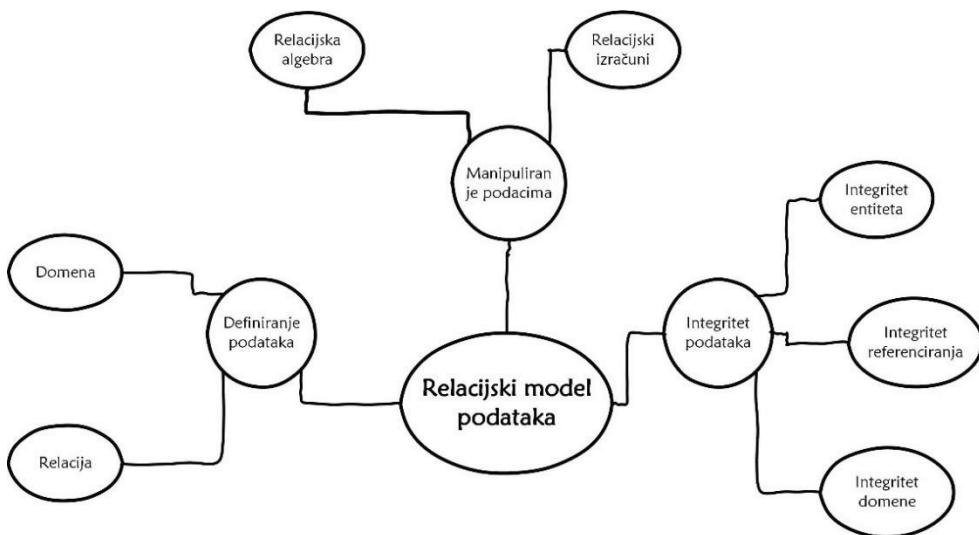 Relacijska
algebra
Relacijski
izračuni
Manipuliran
je podacima
Integritet
entiteta
Domena
Definiranje
podataka
Integritet
podataka
Integritet
referenciranja
Relacijski model
podataka
Relacija
Integritet
domene